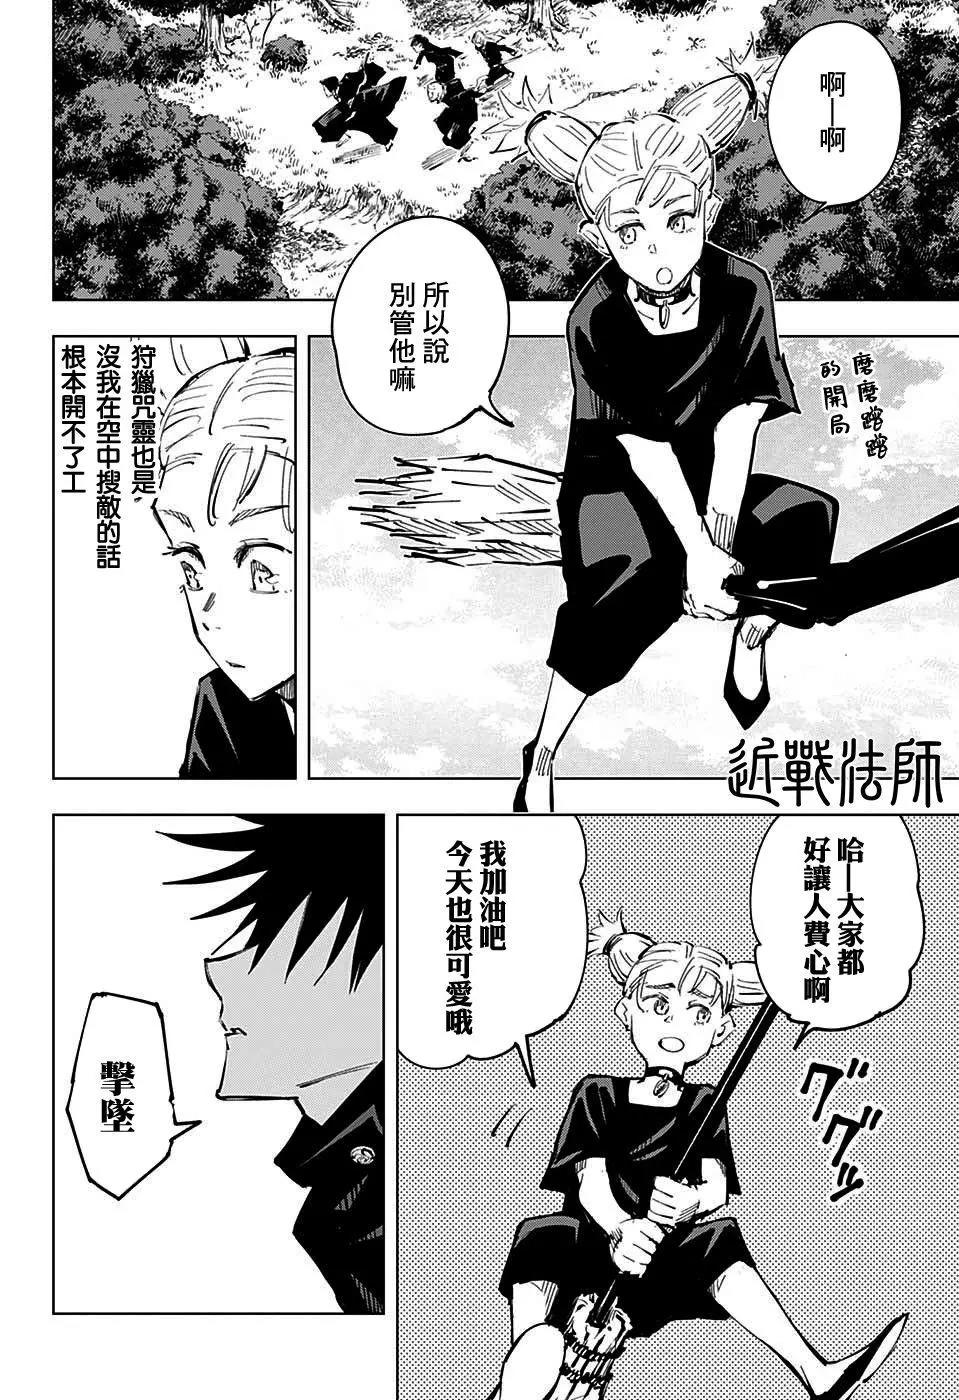 啊—啊
所以說
別管他嘛
磨磨蹭蹭
的開局
狩獵咒靈也是
沒我在空中搜敵的話
根本開不了工
近戰法師
哈—大家都
好讓人費心啊
我加油吧
今天也很可愛哦
グググッ
擊墜